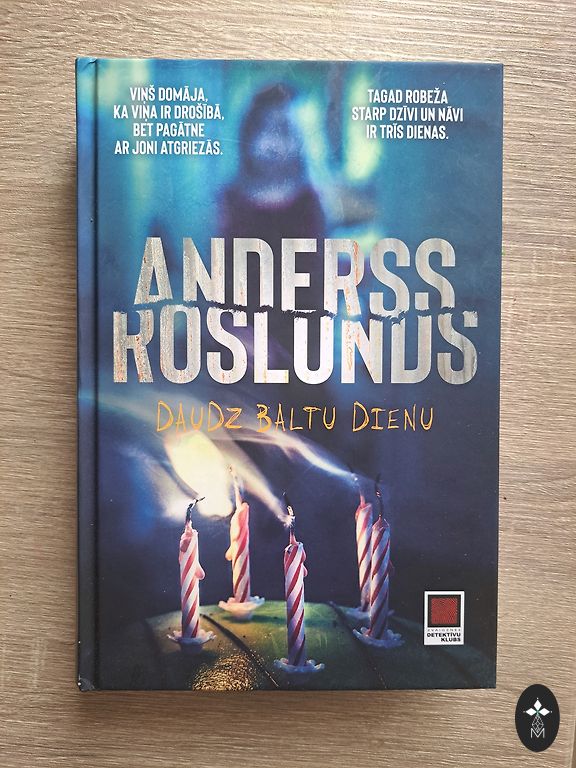 VIŅŠ DOMĀJA,
KA VIŅA IR DROŠĪBĀ,
BET PAGĀTNE
AR JONI ATGRIEZĀS.
TAGAD ROBEŽA
STARP DZĪVI UN NĀVI
IR TRĪS DIENAS.
ANDERSS
ROSLUNDS
DAUDZ BALTU DIENU
ZVAIGZNES
DETEKTĪVU
KLUBS
M